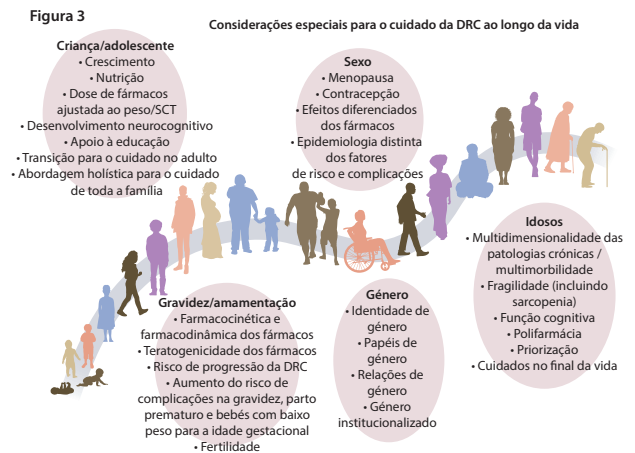 Figura 3
Considerações especiais para o cuidado da DRC ao longo da vida
Criança/adolescente
• Crescimento
• Nutrição
• Dose de fármacos
ajustada ao peso/SCT
• Desenvolvimento neurocognitivo
• Apoio à educação
• Transição para o cuidado no adulto
• Abordagem holística para o cuidado
de toda a família
Sexo
• Menopausa
• Contracepção
• Efeitos diferenciados
dos fármacos
• Epidemiologia distinta
dos fatores
de risco e complicações
Gravidez/amamentação
• Farmacocinética e
farmacodinâmica dos fármacos
• Teratogenicidade dos fármacos
• Risco de progressão da DRC
• Aumento do risco de
complicações na gravidez, parto
prematuro e bebés com baixo
peso para a idade gestacional
• Fertilidade
Género
• Identidade de
género
• Papéis de
género
• Relações de
género
• Género
institucionalizado
Idosos
• Multidimensionalidade das
patologias crónicas /
multimorbilidade
• Fragilidade (incluindo
sarcopenia)
• Função cognitiva
• Polifarmácia
• Priorização
• Cuidados no final da vida